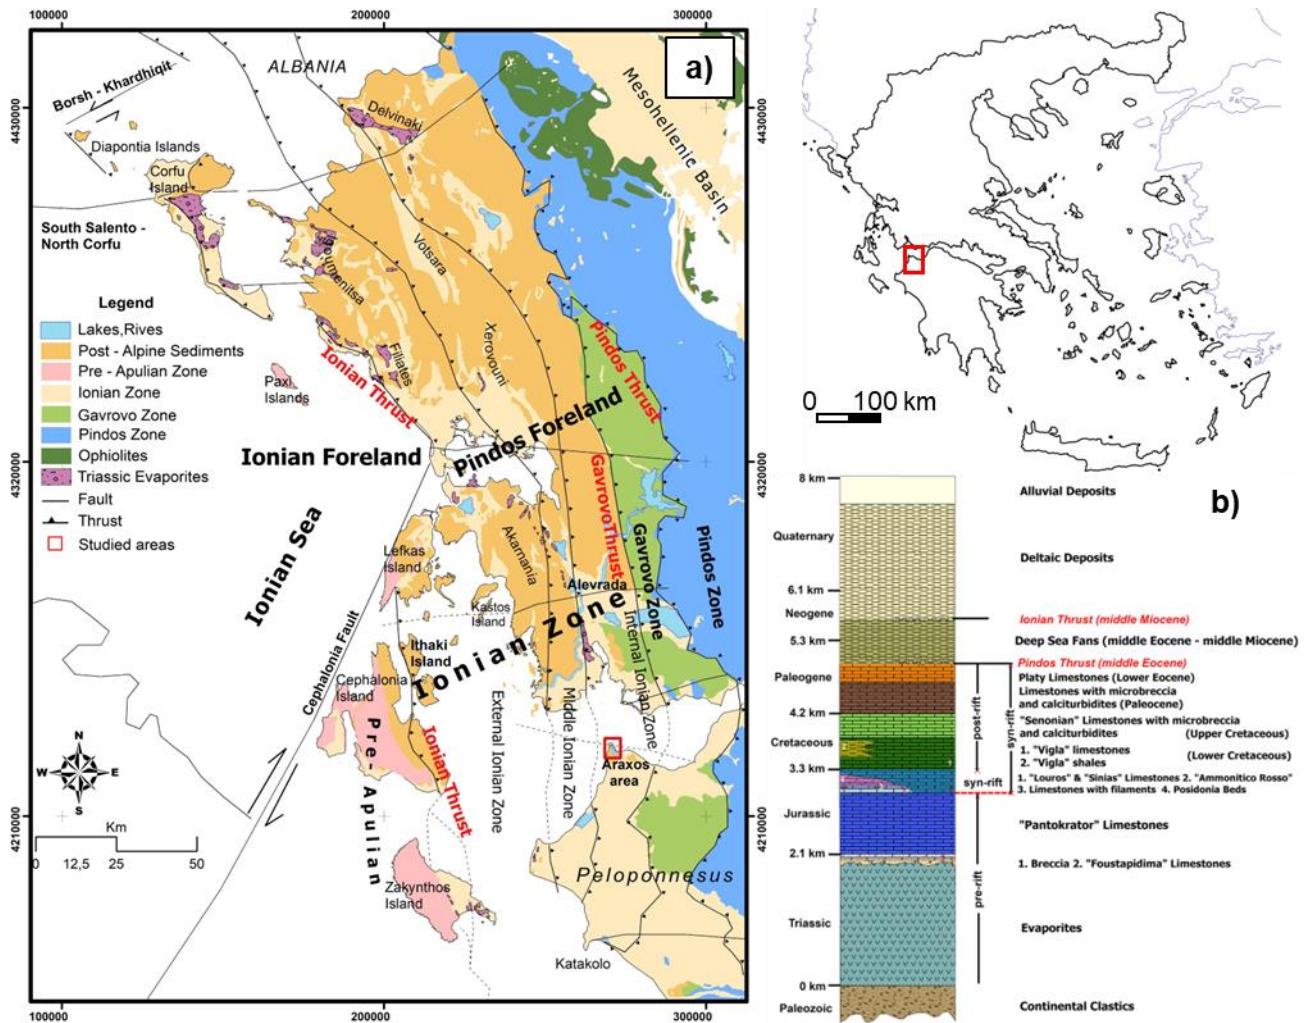 100000
200000
300000
a)
ALBANIA
Borsh - Khardhiqit
Mesohellenic Basin
4430000
4430000
Delvinaki
Diapontia Islands
Corfu
Island
South Salento -
North Corfu
Votsara
Igoumenitsa
Legend
Lakes,Rives
Post - Alpine Sediments
Pre - Apulian Zone
Ionian Zone
Gavrovo Zone
Pindos Zone
Ophiolites
Triassic Evaporites
Fault
Thrust
Studied areas
Xerovouni
Filiates
Ionian Thrust
Pindos Thrust
Paxi
Islands
Ionian Foreland
Pindos Foreland
4320000
4320000
Gavrovo Thrust
Gavrovo Zone
Pindos Zone
Ionian Sea
Akarnania
Lefkas
Island
Alevrada
Kastos
Island
Ionian Zone
Internal Ionian Zone
Ithaki
Island
Cephalonia Fault
Cephalonia
Island
External Ionian Zone
Middle Ionian Zone
Pre-Apulian
Ionian Thrust
Araxos
area
N
W
E
S
Km
0
12,5
25
50
4210000
4210000
Peloponnesus
Zakynthos
Island
Katakolo
100000
200000
300000
0
100 km
b)
8 km
Alluvial Deposits
Quaternary
Deltaic Deposits
6.1 km
Neogene
Ionian Thrust (middle Miocene)
5.3 km
Deep Sea Fans (middle Eocene - middle Miocene)
Pindos Thrust (middle Eocene)
Paleogene
Platy Limestones (Lower Eocene)
Limestones with microbreccia
and calciturbidites (Paleocene)
4.2 km
"Senonian" Limestones with microbreccia
and calciturbidites (Upper Cretaceous)
Cretaceous
1. "Vigla" limestones
2. "Vigla" shales
(Lower Cretaceous)
3.3 km
post-rift
syn-rift
syn-rift
1. "Louros" & "Sinias" Limestones 2. "Ammonitico Rosso"
3. Limestones with filaments 4. Posidonia Beds
Jurassic
"Pantokrator" Limestones
2.1 km
1. Breccia 2. "Foustapidima" Limestones
pre-rift
Triassic
Evaporites
0 km
Paleozoic
Continental Clastics